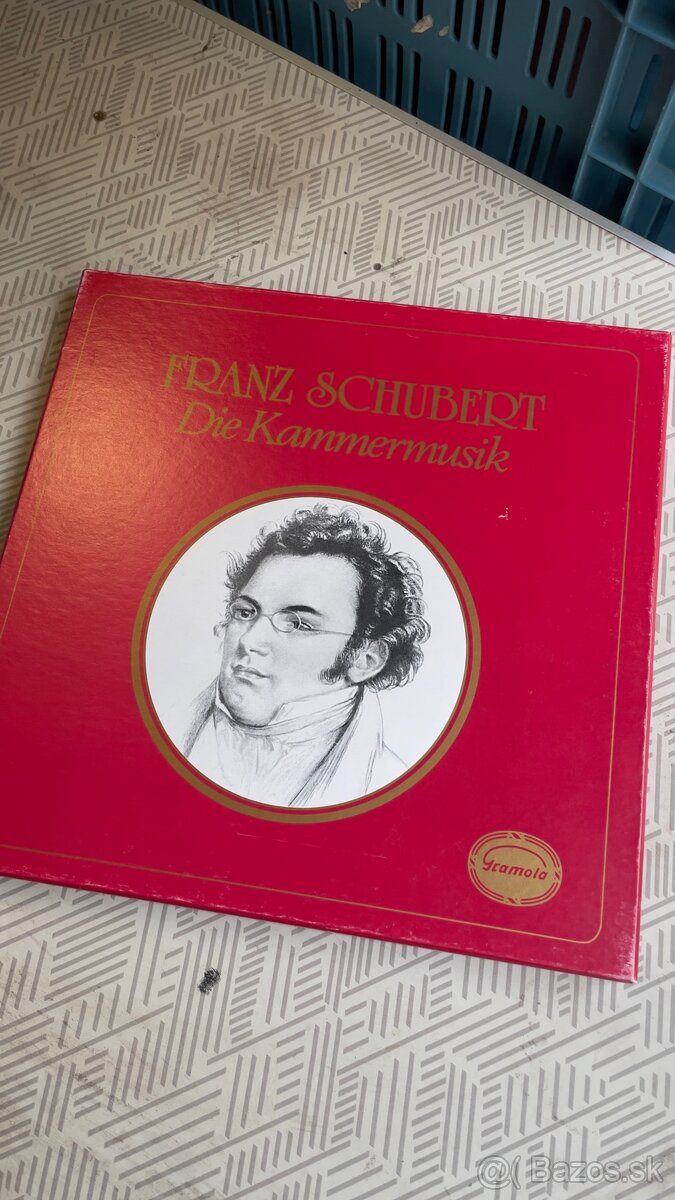 FRANZ SCHUBERT
Die Kammermusik
Gramola
@( Bazos.sk